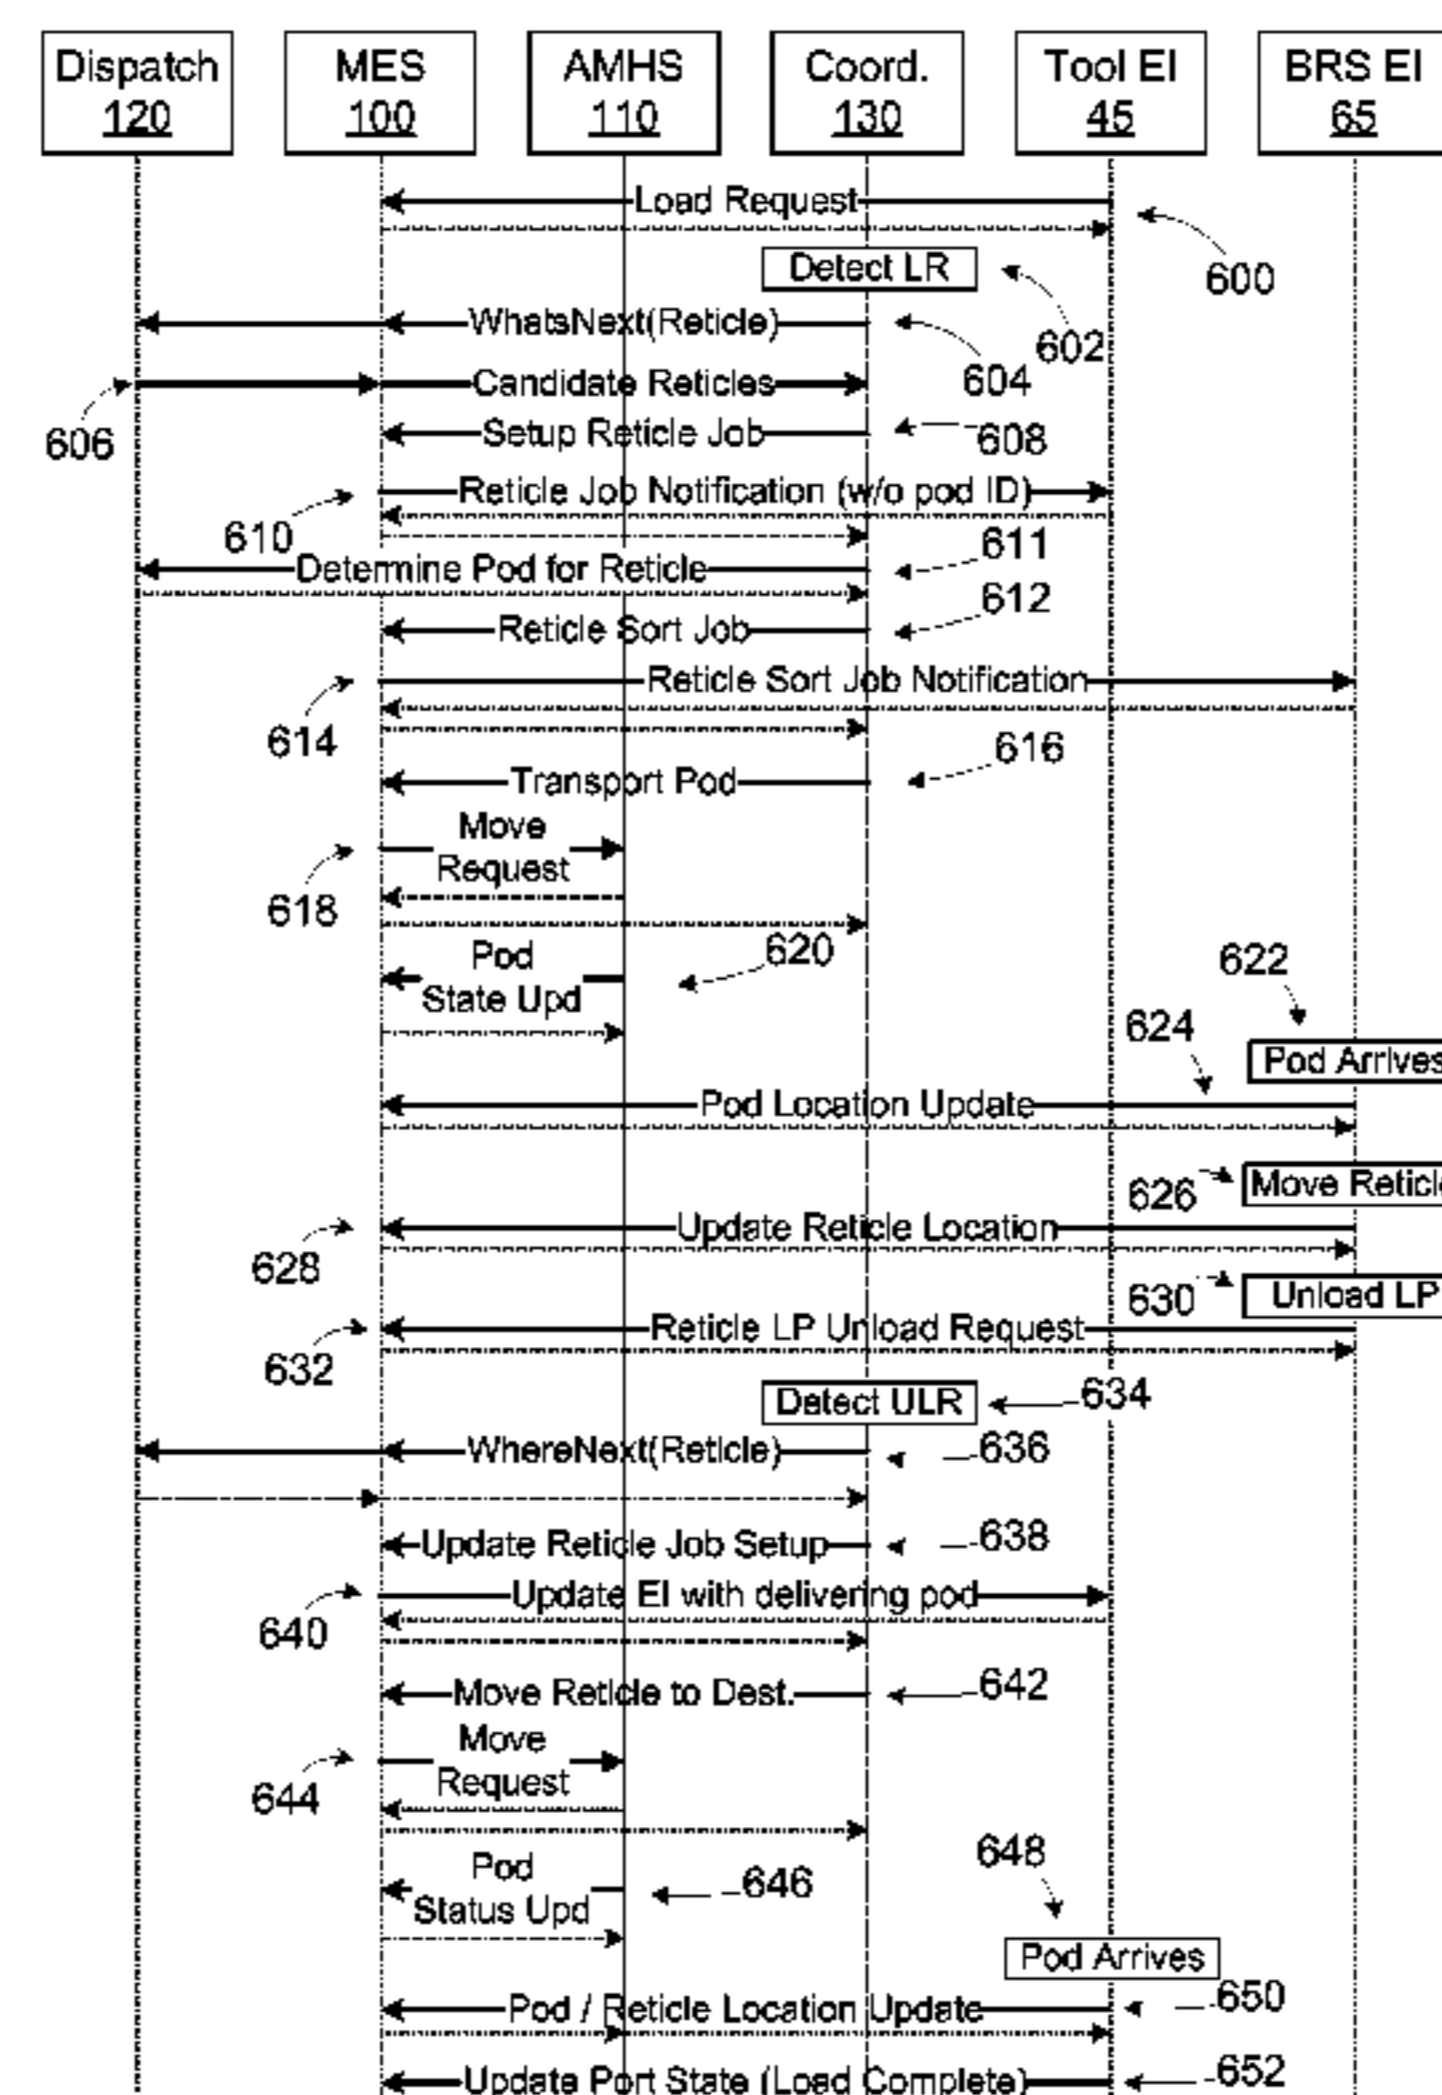 Dispatch
120
MES
100
AMHS
110
Coord.
130
Tool EI
45
BRS EI
65
Load Request
600
Detect LR
602
WhatsNext(Reticle)
604
Candidate Reticles
606
Setup Reticle Job
608
Reticle Job Notification (w/o pod ID)
610
Determine Pod for Reticle
611
Reticle Sort Job
612
Reticle Sort Job Notification
614
Transport Pod
616
Move
Request
618
Pod
State Upd
620
622
Pod Arrives
624
Pod Location Update
626
Move Reticle
Update Reticle Location
628
630
Unload LP
Reticle LP Unload Request
632
Detect ULR
634
WhereNext(Reticle)
636
Update Reticle Job Setup
638
Update EI with delivering pod
640
Move Reticle to Dest.
642
Move
Request
644
Pod
Status Upd
646
648
Pod Arrives
Pod / Reticle Location Update
650
Update Port State (Load Complete)
652